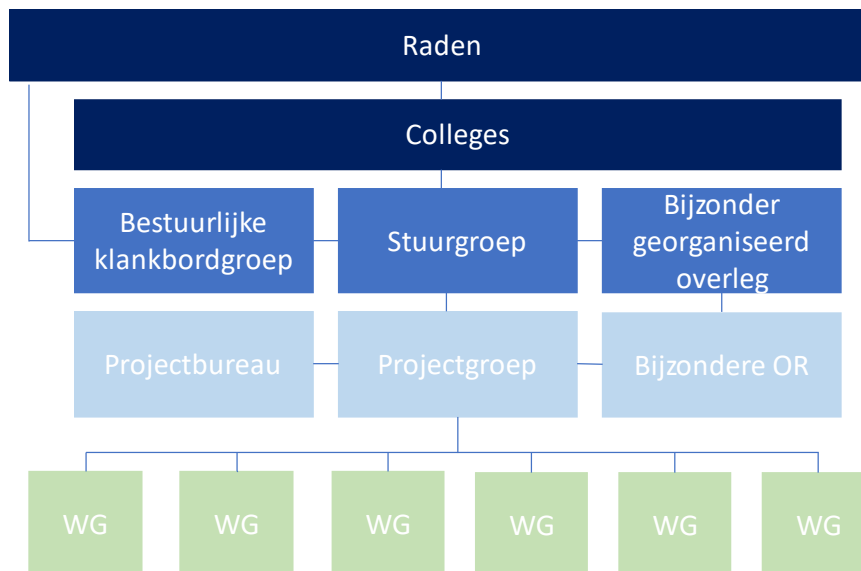 Raden
Colleges
Bestuurlijke
klankbordgroep
Stuurgroep
Bijzonder
georganiseerd
overleg
Projectbureau
Projectgroep
Bijzondere OR
WG
WG
WG
WG
WG
WG